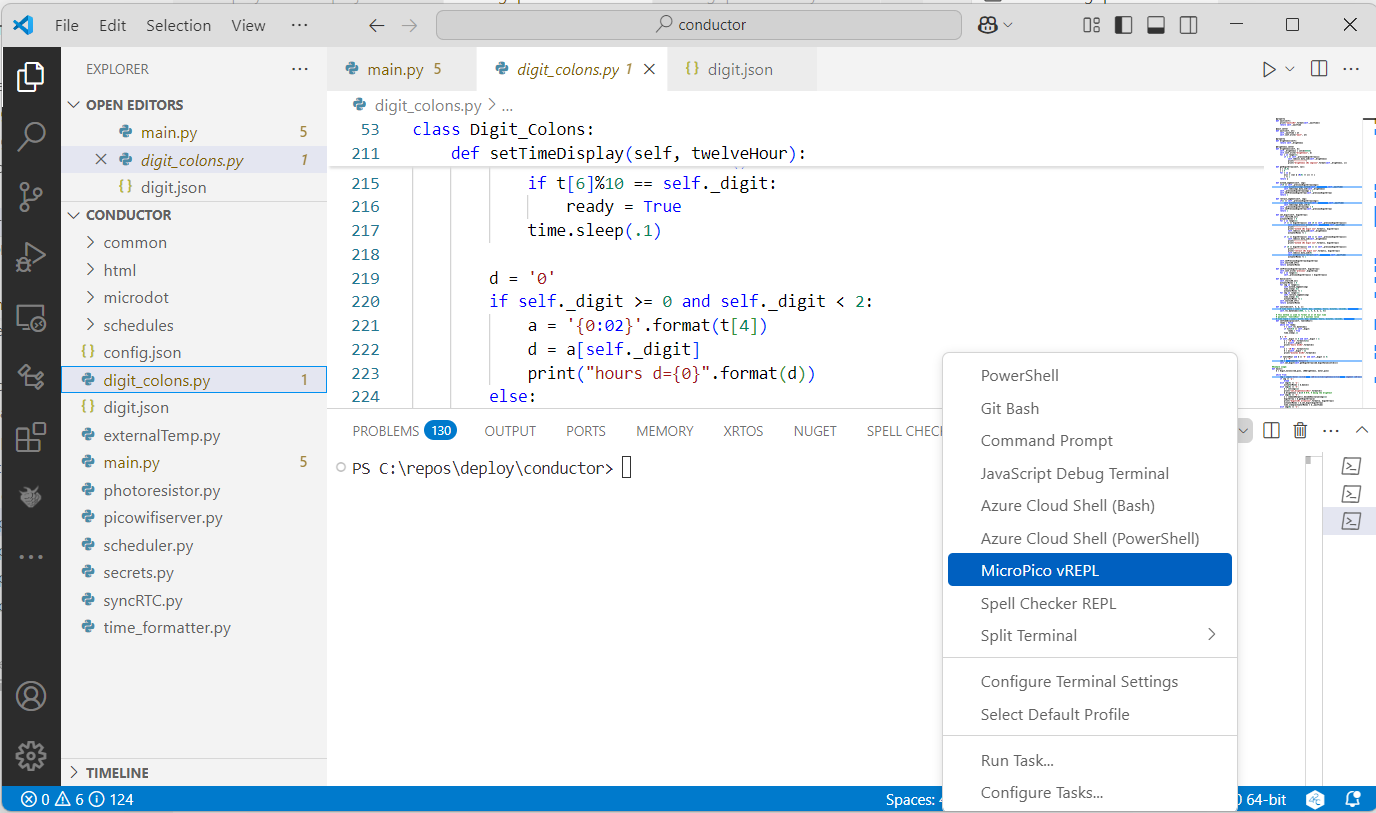 File Edit Selection View ··· conductor
EXPLORER ···
OPEN EDITORS
main.py 5
digit_colons.py 1
digit.json
CONDUCTOR
common
html
microdot
schedules
config.json
digit_colons.py 1
digit.json
externalTemp.py
main.py 5
photoresistor.py
picowifiserver.py
scheduler.py
secrets.py
syncRTC.py
time_formatter.py
TIMELINE
main.py 5 digit_colons.py 1 digit.json
digit_colons.py > ...
53 class Digit_Colons:
211 def setTimeDisplay(self, twelveHour):
215 if t[6]%10 == self._digit:
216 ready = True
217 time.sleep(.1)
218
219 d = '0'
220 if self._digit >= 0 and self._digit < 2:
221 a = '{0:02}'.format(t[4])
222 d = a[self._digit]
223 print("hours d={0}".format(d))
224 else:
PROBLEMS 130 OUTPUT PORTS MEMORY XRTOS NUGET SPELL CHEC
PS C:\repos\deploy\conductor>
PowerShell
Git Bash
Command Prompt
JavaScript Debug Terminal
Azure Cloud Shell (Bash)
Azure Cloud Shell (PowerShell)
MicroPico vREPL
Spell Checker REPL
Split Terminal
Configure Terminal Settings
Select Default Profile
Run Task...
Configure Tasks...
0 6 124 Spaces: 64-bit